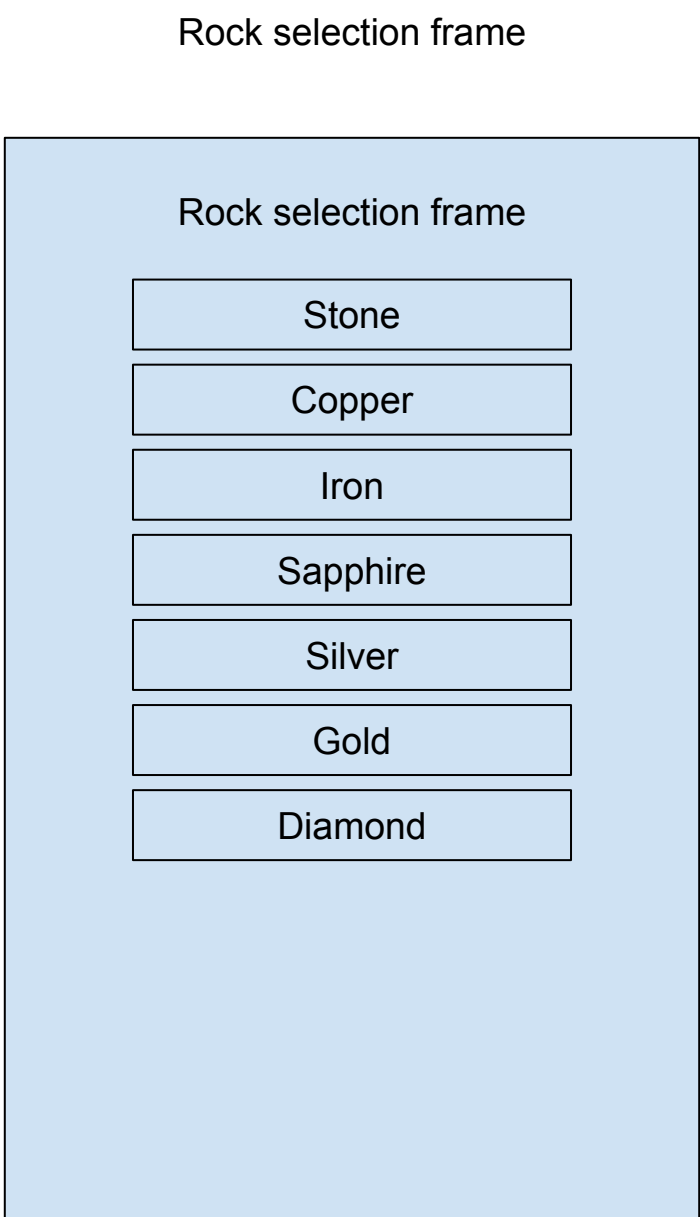 Rock selection frame
Rock selection frame
Stone
Copper
Iron
Sapphire
Silver
Gold
Diamond